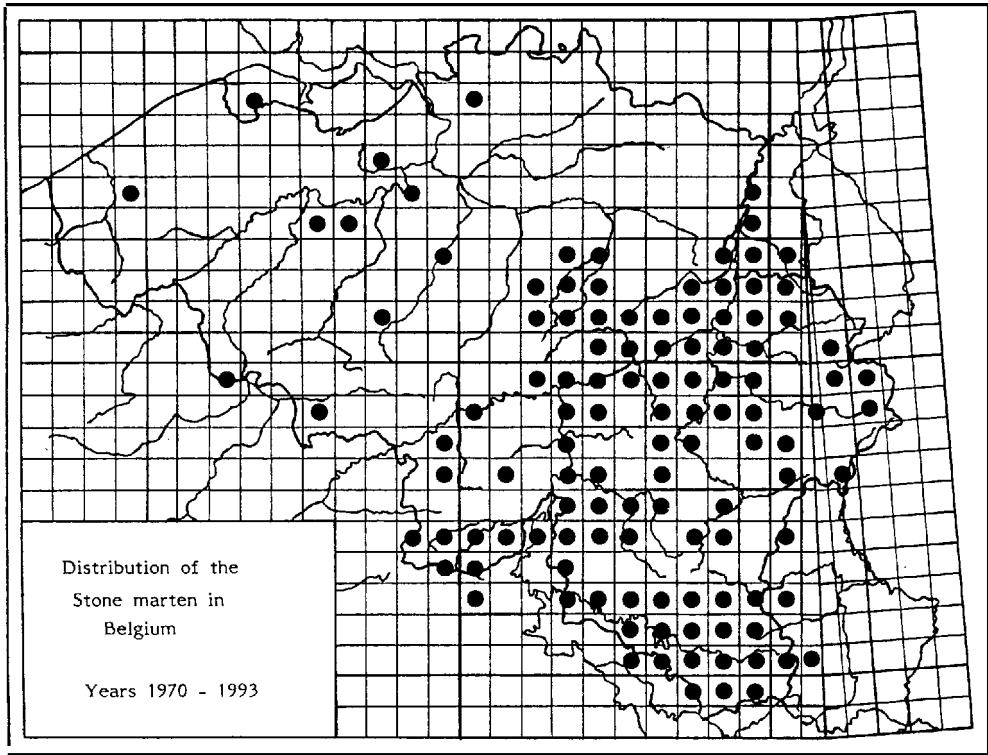 Distribution of the
Stone marten in
Belgium
Years 1970 - 1993